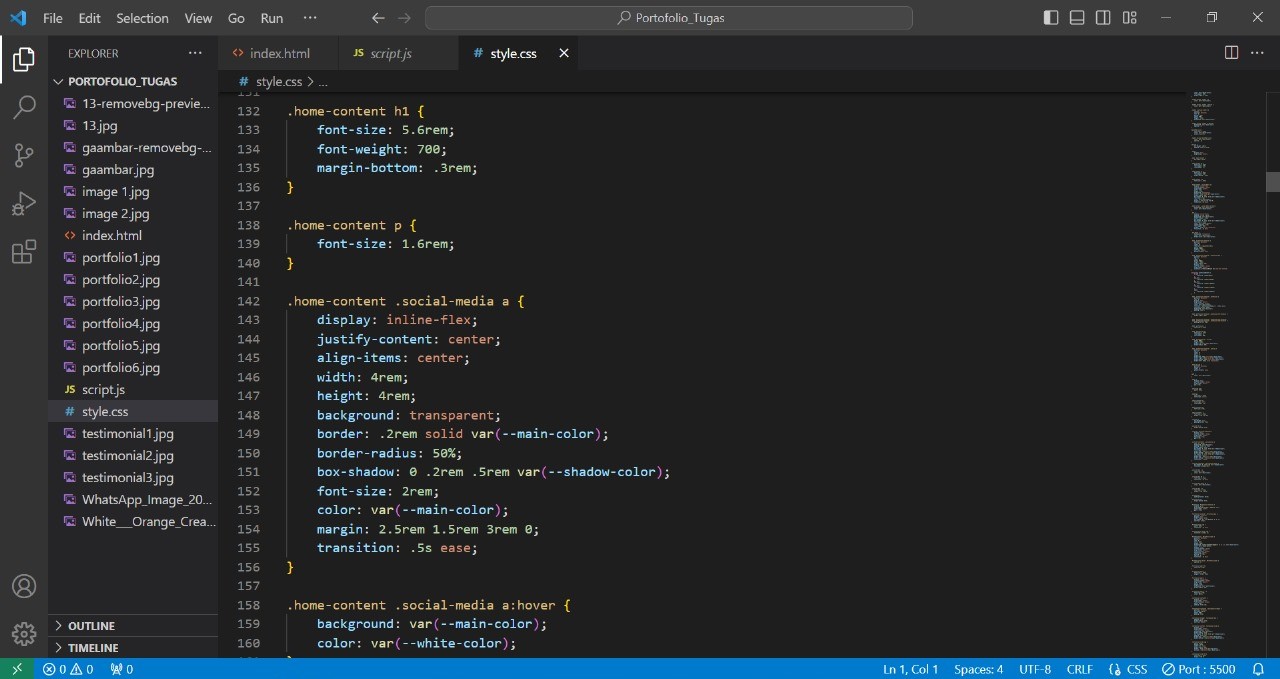 File Edit Selection View Go Run ··· Portofolio_Tugas
EXPLORER ···
index.html
JS script.js
# style.css
PORTOFOLIO_TUGAS
13-removebg-previe...
13.jpg
gaambar-removebg-...
gaambar.jpg
image 1.jpg
image 2.jpg
index.html
portfolio1.jpg
portfolio2.jpg
portfolio3.jpg
portfolio4.jpg
portfolio5.jpg
portfolio6.jpg
JS script.js
# style.css
testimonial1.jpg
testimonial2.jpg
testimonial3.jpg
WhatsApp_Image_20...
White___Orange_Crea...
OUTLINE
TIMELINE
# style.css > ...
131
132 .home-content h1 {
133 font-size: 5.6rem;
134 font-weight: 700;
135 margin-bottom: .3rem;
136 }
137
138 .home-content p {
139 font-size: 1.6rem;
140 }
141
142 .home-content .social-media a {
143 display: inline-flex;
144 justify-content: center;
145 align-items: center;
146 width: 4rem;
147 height: 4rem;
148 background: transparent;
149 border: .2rem solid var(--main-color);
150 border-radius: 50%;
151 box-shadow: 0 .2rem .5rem var(--shadow-color);
152 font-size: 2rem;
153 color: var(--main-color);
154 margin: 2.5rem 1.5rem 3rem 0;
155 transition: .5s ease;
156 }
157
158 .home-content .social-media a:hover {
159 background: var(--main-color);
160 color: var(--white-color);
0 0 0 Ln 1, Col 1 Spaces: 4 UTF-8 CRLF {} CSS Port : 5500